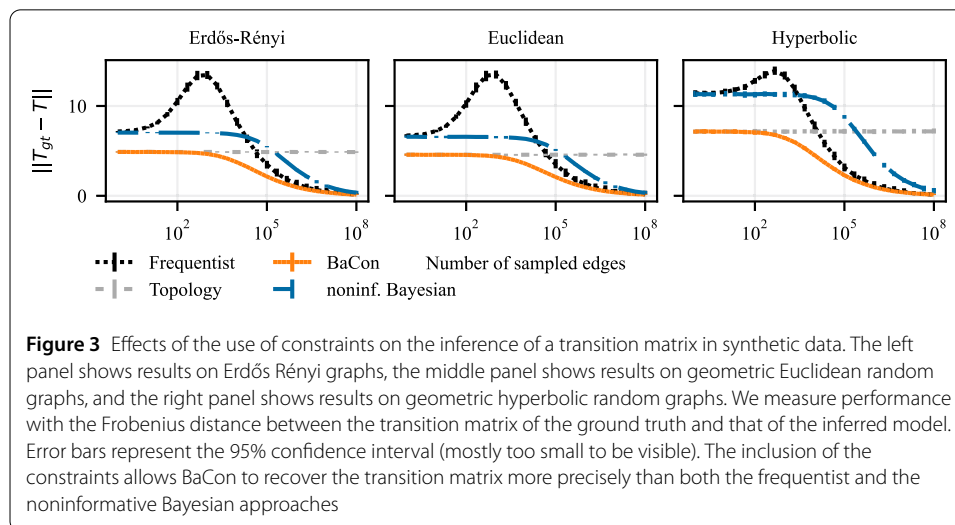 Erdős-Rényi Euclidean Hyperbolic
||T_gt − T||
10
0
10^2 10^5 10^8 10^2 10^5 10^8 10^2 10^5 10^8
Frequentist BaCon Number of sampled edges
Topology noninf. Bayesian
Figure 3 Effects of the use of constraints on the inference of a transition matrix in synthetic data. The left
panel shows results on Erdős Rényi graphs, the middle panel shows results on geometric Euclidean random
graphs, and the right panel shows results on geometric hyperbolic random graphs. We measure performance
with the Frobenius distance between the transition matrix of the ground truth and that of the inferred model.
Error bars represent the 95% confidence interval (mostly too small to be visible). The inclusion of the
constraints allows BaCon to recover the transition matrix more precisely than both the frequentist and the
noninformative Bayesian approaches